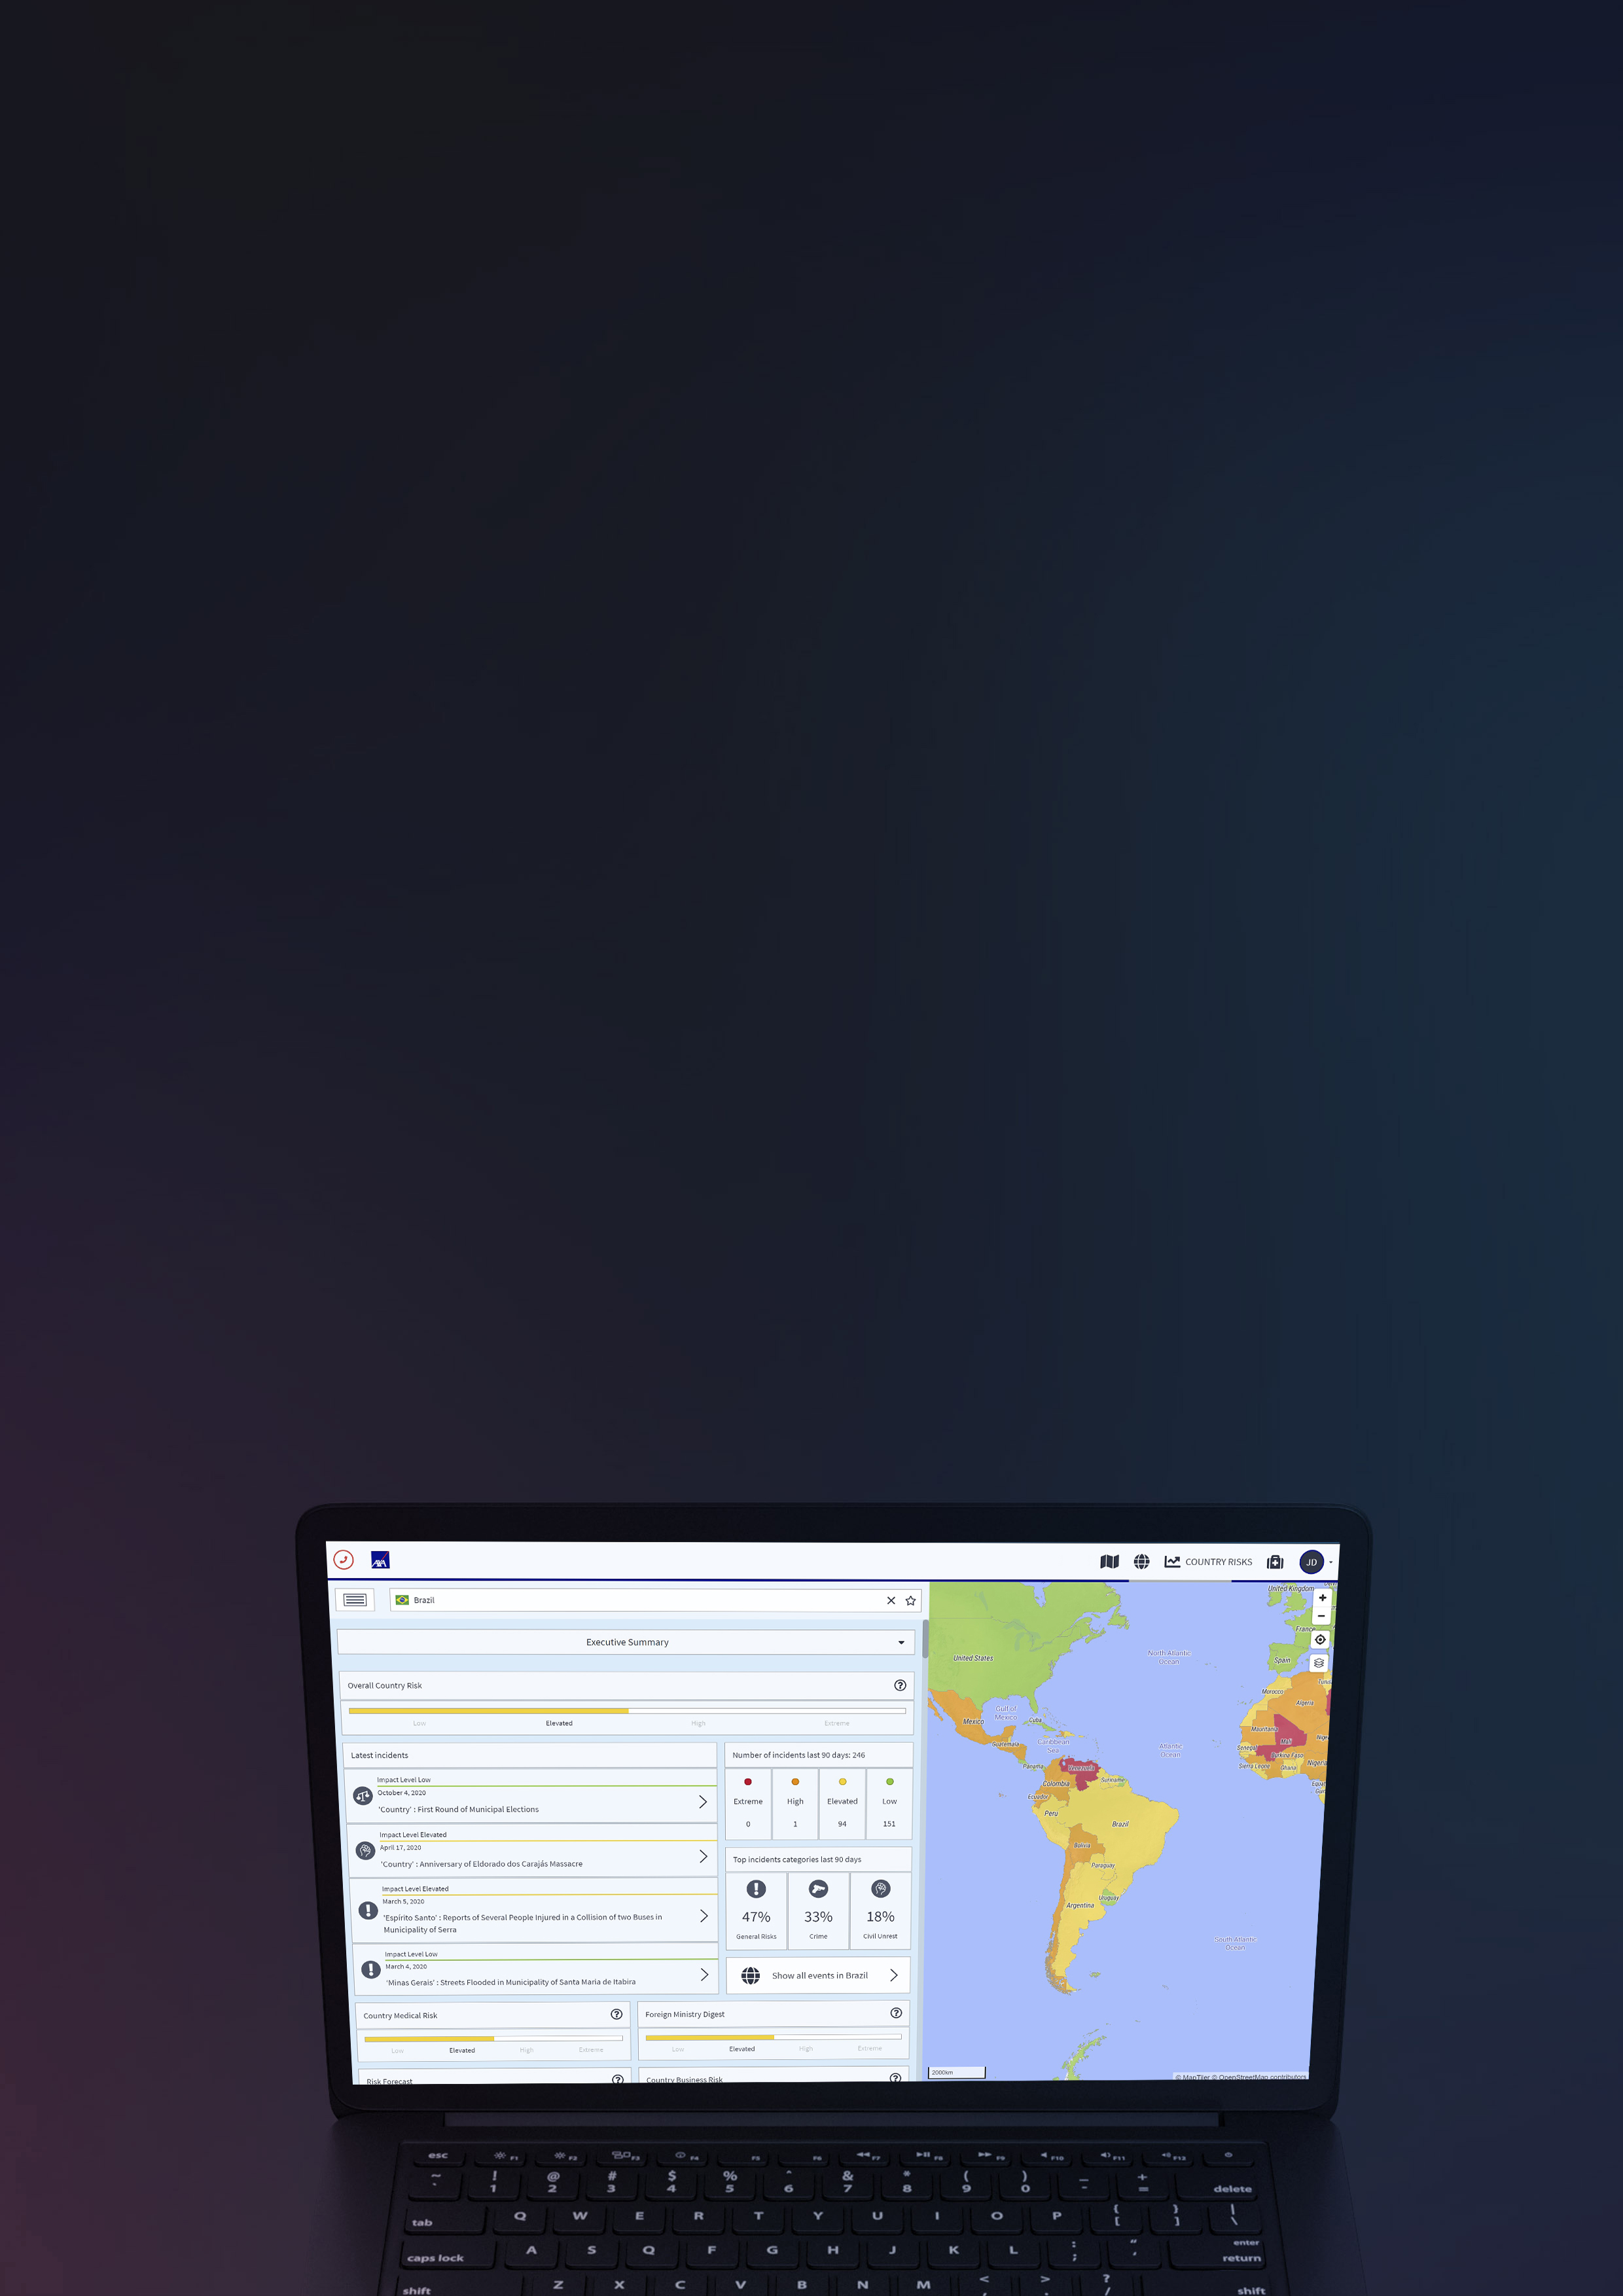 AXA
COUNTRY RISKS
JD
Brazil
Executive Summary
Overall Country Risk
Low
Elevated
High
Extreme
Latest incidents
Impact Level Low
October 4, 2020
'Country' : First Round of Municipal Elections
Impact Level Elevated
April 17, 2020
'Country' : Anniversary of Eldorado dos Carajás Massacre
Impact Level Elevated
March 5, 2020
'Espírito Santo' : Reports of Several People Injured in a Collision of two Buses in
Municipality of Serra
Impact Level Low
March 4, 2020
'Minas Gerais' : Streets Flooded in Municipality of Santa Maria de Itabira
Number of incidents last 90 days: 246
Extreme
High
Elevated
Low
0
1
94
151
Top incidents categories last 90 days
47%
33%
18%
General Risks
Crime
Civil Unrest
Show all events in Brazil
Country Medical Risk
Low
Elevated
High
Extreme
Foreign Ministry Digest
Low
Elevated
High
Extreme
Risk Forecast
Country Business Risk
United Kingdom
France
Spain
United States
North Atlantic
Ocean
Morocco
Algeria
Gulf of
Mexico
Mexico
Cuba
Mauritania
Mali
Guatemala
Caribbean
Sea
Atlantic
Ocean
Senegal
Burkina Faso
Sierra Leone
Ghana
Nigeria
Panama
Venezuela
Colombia
Suriname
Ecuador
Peru
Brazil
Bolivia
Paraguay
Uruguay
Argentina
South Atlantic
Ocean
2000km
© MapTiler © OpenStreetMap contributors
esc F1 F2 F3 F4 F5 F6 F7 F8 F9 F10 F11 F12
~ ! @ # $ % ^ & * ( ) _ +
` 1 2 3 4 5 6 7 8 9 0 - = delete
tab Q W E R T Y U I O P { [ } ] | \
caps lock A S Q F G H J K L : ; " , enter return
shift Z X C V B N M < , > . ? / shift